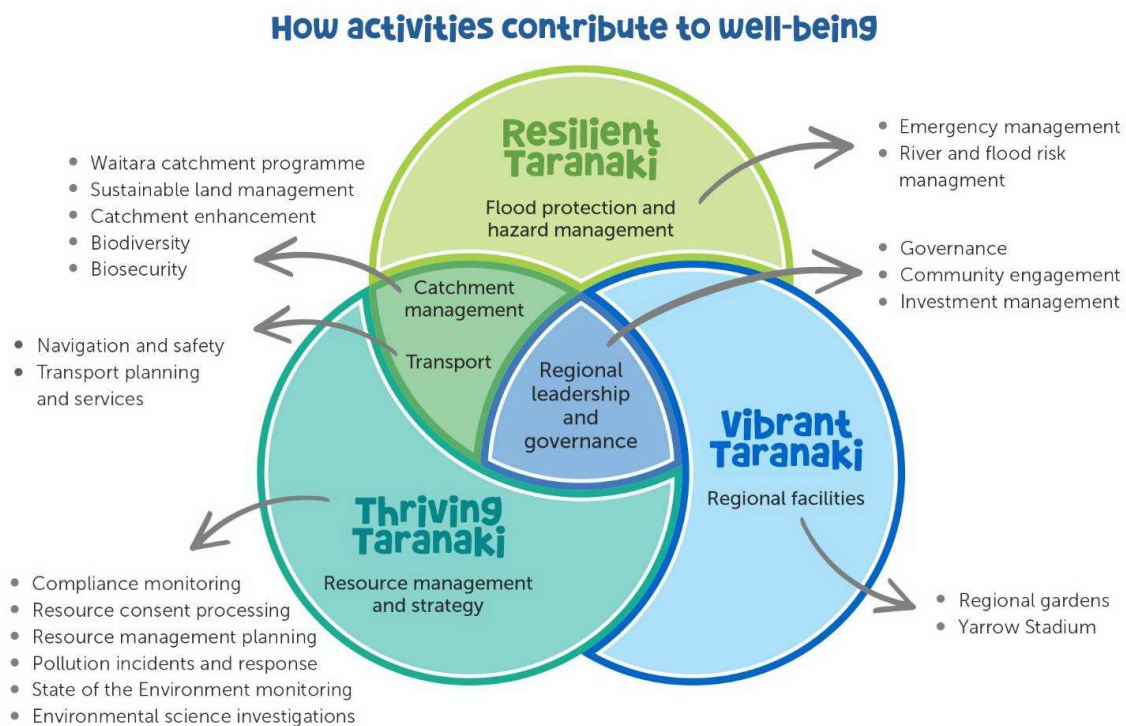 How activities contribute to well-being
Resilient
Taranaki
Flood protection and
hazard management
• Emergency management
• River and flood risk
managment
• Waitara catchment programme
• Sustainable land management
• Catchment enhancement
• Biodiversity
• Biosecurity
• Governance
• Community engagement
• Investment management
Catchment
management
Transport
• Navigation and safety
• Transport planning
and services
Regional
leadership
and
governance
Vibrant
Taranaki
Regional facilities
Thriving
Taranaki
Resource management
and strategy
• Compliance monitoring
• Resource consent processing
• Resource management planning
• Pollution incidents and response
• State of the Environment monitoring
• Environmental science investigations
• Regional gardens
• Yarrow Stadium